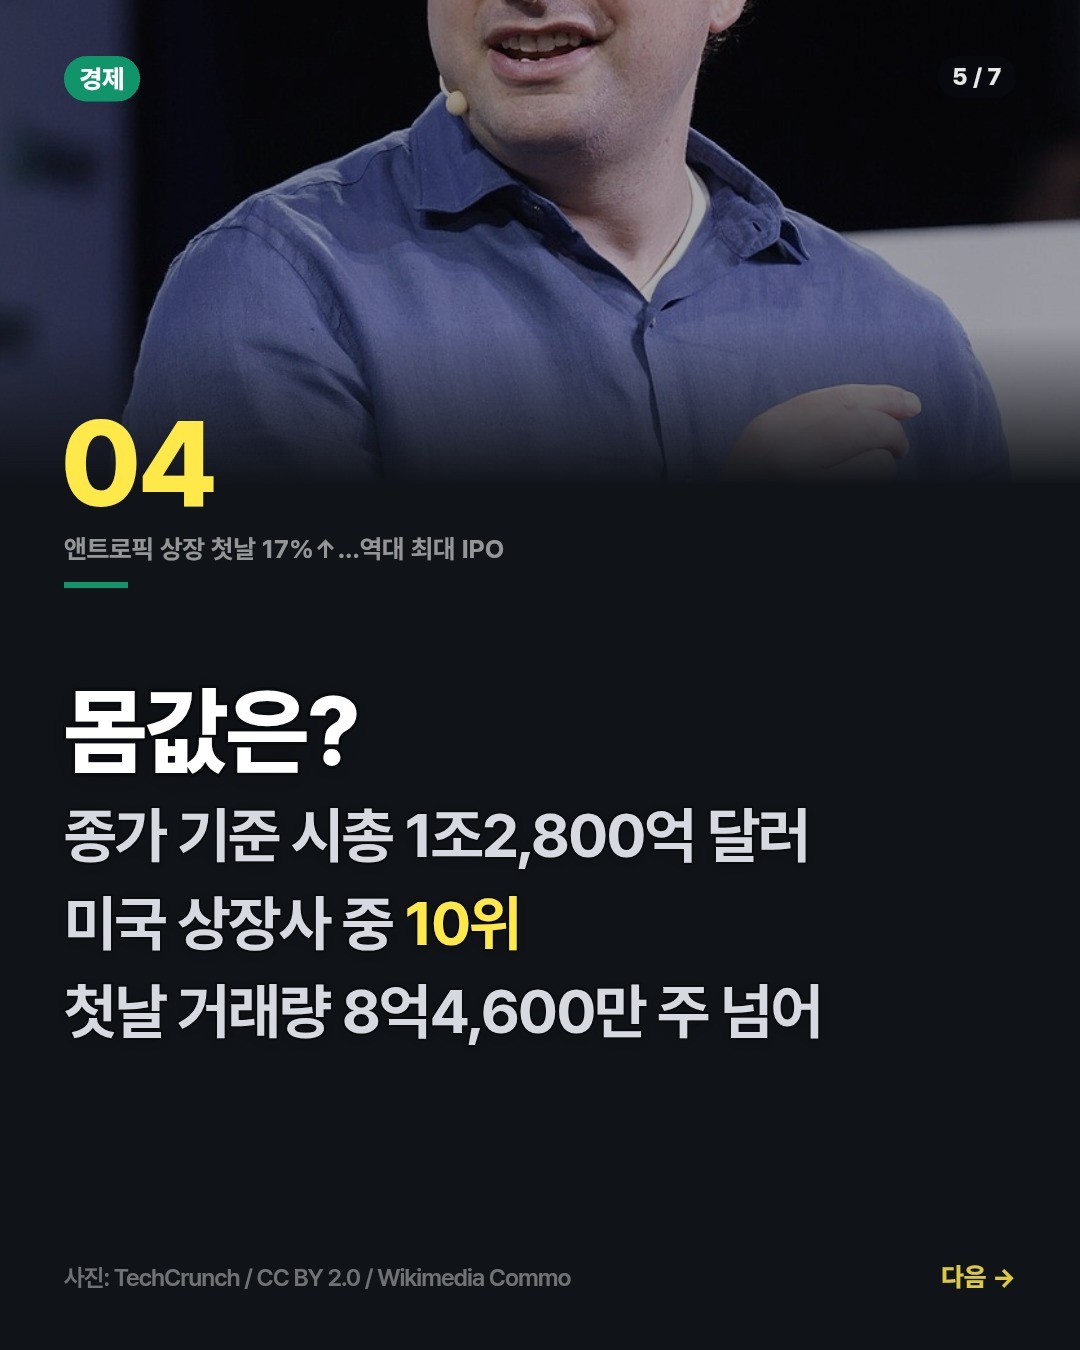 경제
5 / 7
04
앤트로픽 상장 첫날 17%↑...역대 최대 IPO
몸값은?
종가 기준 시총 1조2,800억 달러
미국 상장사 중 10위
첫날 거래량 8억4,600만 주 넘어
사진: TechCrunch / CC BY 2.0 / Wikimedia Commo
다음 →